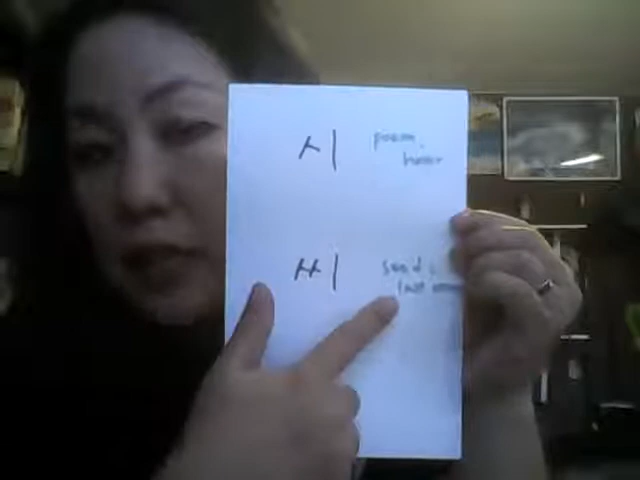 시 poem,
hour
씨 seed,
last